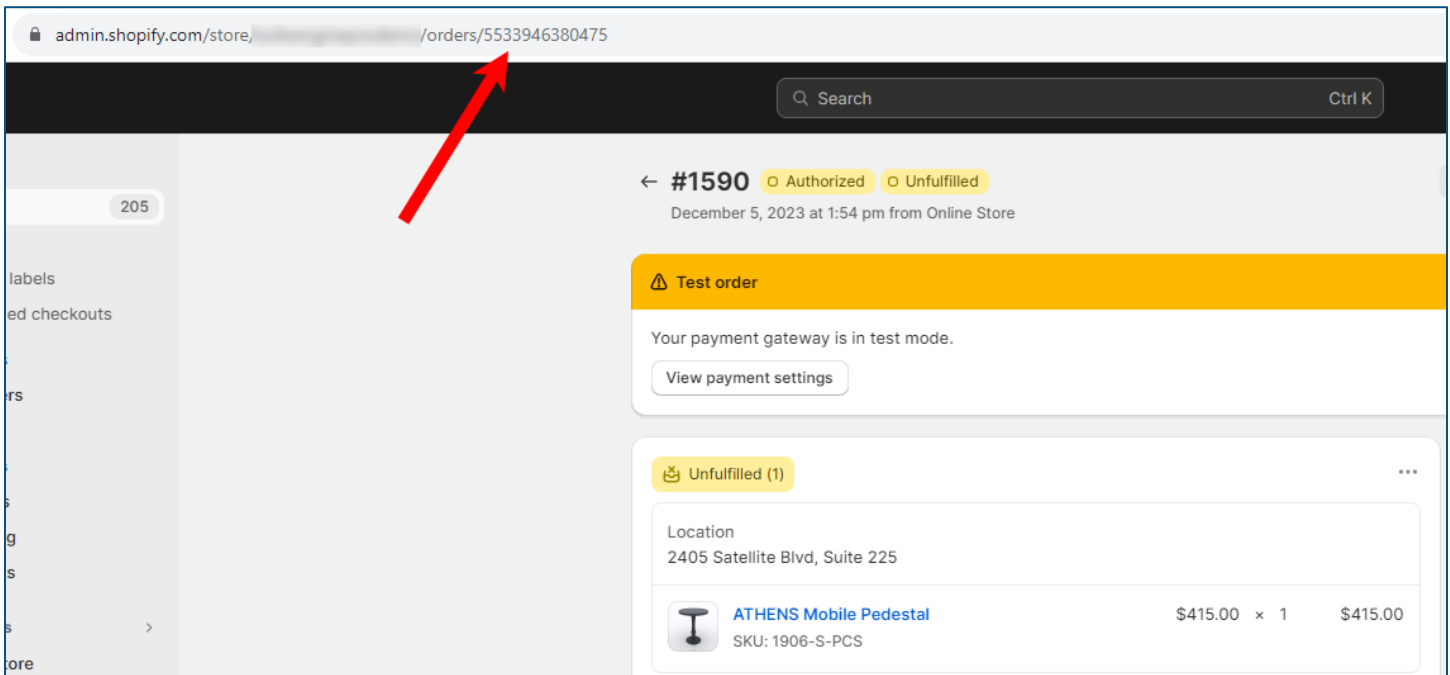 admin.shopify.com/store/ /orders/5533946380475
Search Ctrl K
205
labels
ed checkouts
rs
g
s
s
tore
← #1590 Authorized Unfulfilled
December 5, 2023 at 1:54 pm from Online Store
Test order
Your payment gateway is in test mode.
View payment settings
Unfulfilled (1)
Location
2405 Satellite Blvd, Suite 225
ATHENS Mobile Pedestal $415.00 × 1 $415.00
SKU: 1906-S-PCS